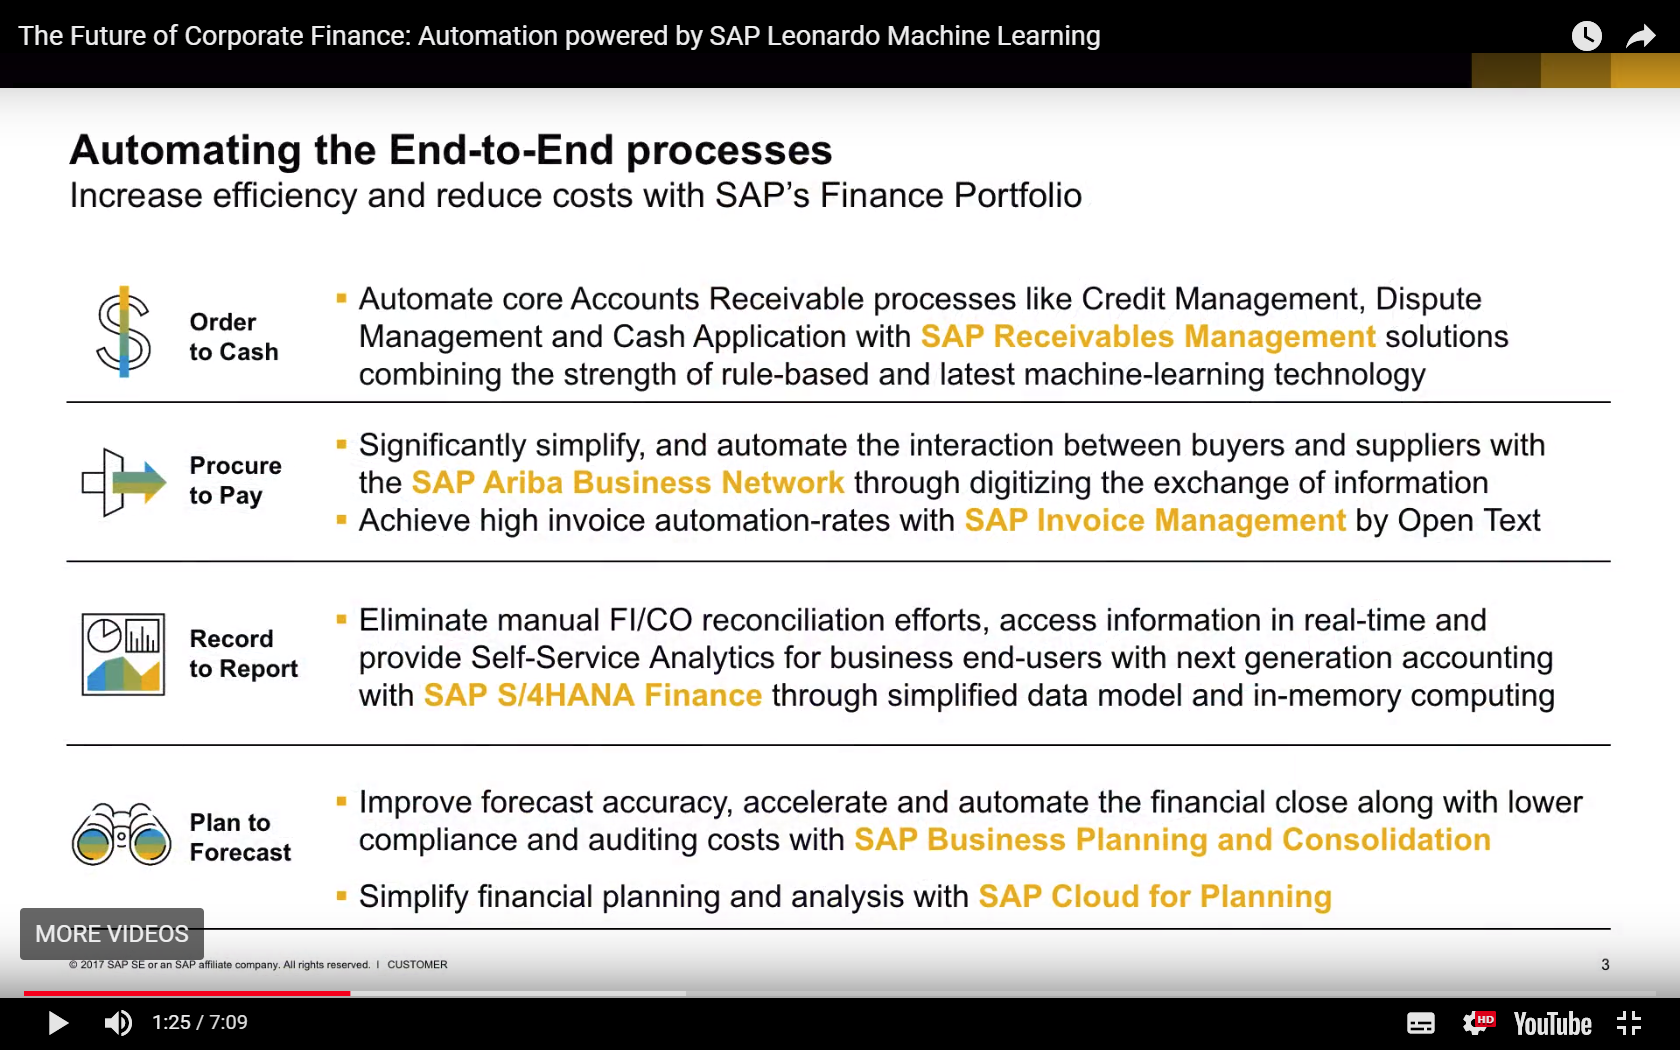 The Future of Corporate Finance: Automation powered by SAP Leonardo Machine Learning
Automating the End-to-End processes
Increase efficiency and reduce costs with SAP's Finance Portfolio
Order
to Cash
▪ Automate core Accounts Receivable processes like Credit Management, Dispute
Management and Cash Application with SAP Receivables Management solutions
combining the strength of rule-based and latest machine-learning technology
Procure
to Pay
▪ Significantly simplify, and automate the interaction between buyers and suppliers with
the SAP Ariba Business Network through digitizing the exchange of information
▪ Achieve high invoice automation-rates with SAP Invoice Management by Open Text
Record
to Report
▪ Eliminate manual FI/CO reconciliation efforts, access information in real-time and
provide Self-Service Analytics for business end-users with next generation accounting
with SAP S/4HANA Finance through simplified data model and in-memory computing
Plan to
Forecast
▪ Improve forecast accuracy, accelerate and automate the financial close along with lower
compliance and auditing costs with SAP Business Planning and Consolidation
▪ Simplify financial planning and analysis with SAP Cloud for Planning
MORE VIDEOS
© 2017 SAP SE or an SAP affiliate company. All rights reserved. | CUSTOMER
3
1:25 / 7:09
HD
YouTube